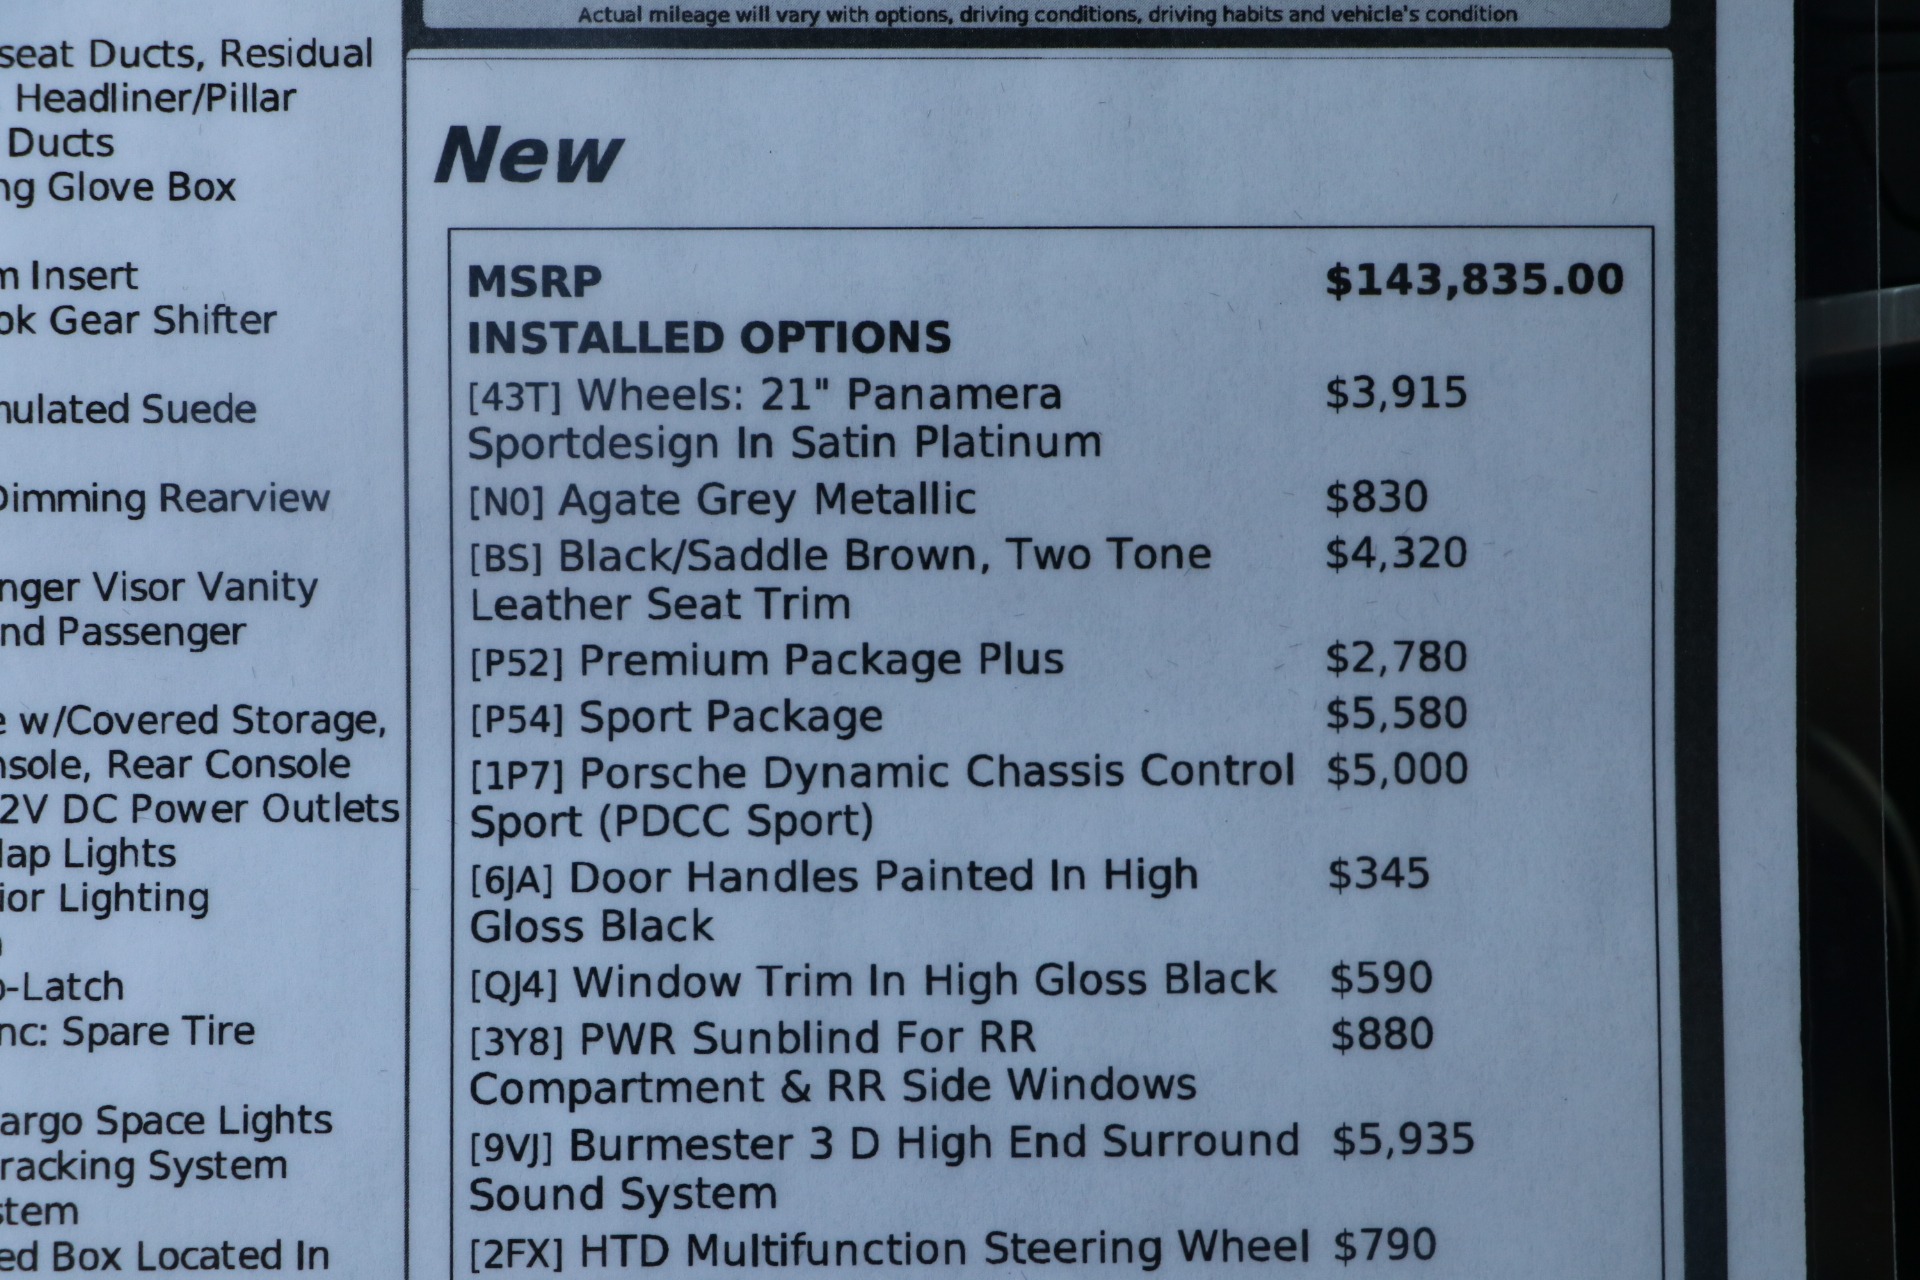 Actual mileage will vary with options, driving conditions, driving habits and vehicle's condition
seat Ducts, Residual
Headliner/Pillar
Ducts
ng Glove Box
m Insert
ok Gear Shifter
mulated Suede
Dimming Rearview
nger Visor Vanity
nd Passenger
e w/Covered Storage,
nsole, Rear Console
2V DC Power Outlets
Map Lights
ior Lighting
o-Latch
nc: Spare Tire
argo Space Lights
racking System
stem
ed Box Located In
New
MSRP $143,835.00
INSTALLED OPTIONS
[43T] Wheels: 21" Panamera $3,915
Sportdesign In Satin Platinum
[N0] Agate Grey Metallic $830
[BS] Black/Saddle Brown, Two Tone $4,320
Leather Seat Trim
[P52] Premium Package Plus $2,780
[P54] Sport Package $5,580
[1P7] Porsche Dynamic Chassis Control $5,000
Sport (PDCC Sport)
[6JA] Door Handles Painted In High $345
Gloss Black
[QJ4] Window Trim In High Gloss Black $590
[3Y8] PWR Sunblind For RR $880
Compartment & RR Side Windows
[9VJ] Burmester 3 D High End Surround $5,935
Sound System
[2FX] HTD Multifunction Steering Wheel $790